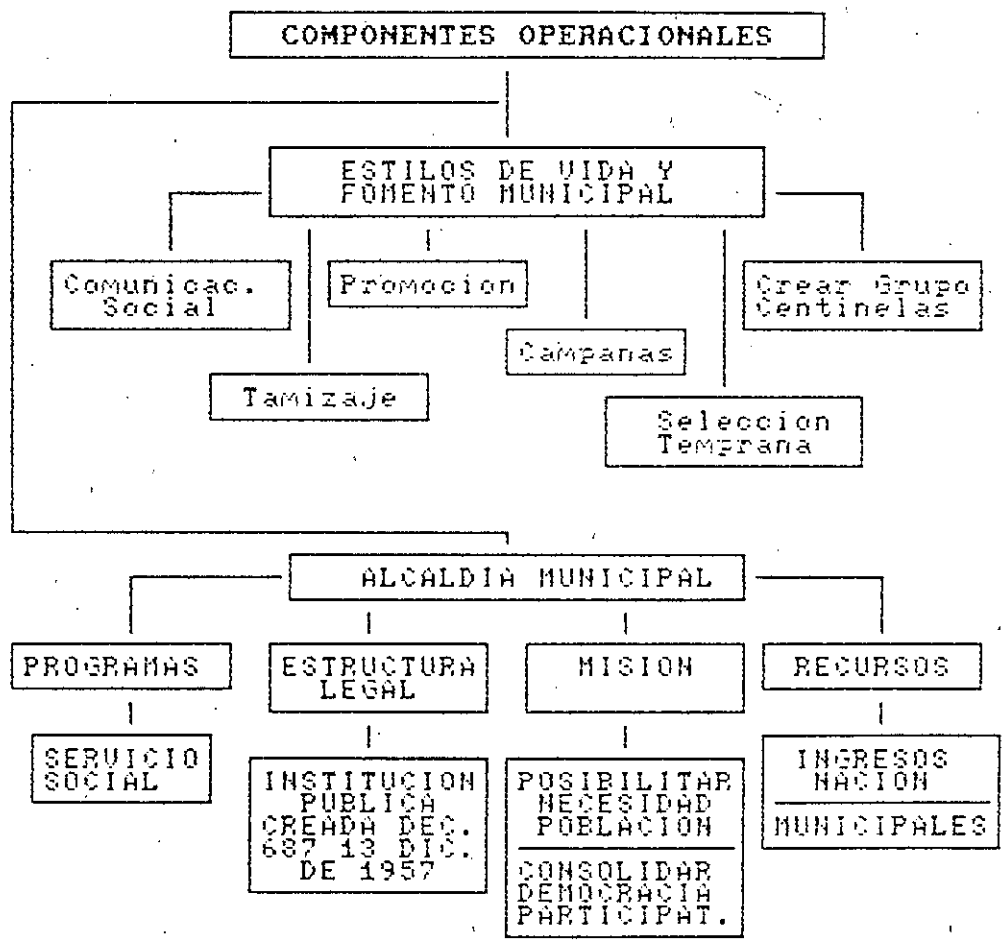 COMPONENTES OPERACIONALES
ESTILOS DE VIDA Y
FOMENTO MUNICIPAL
Comunicac.
Social
Promocion
Crear Grupo
Centinelas
Campanas
Tamizaje
Seleccion
Temprana
ALCALDIA MUNICIPAL
PROGRAMAS
ESTRUCTURA
LEGAL
MISION
RECURSOS
SERVICIO
SOCIAL
INSTITUCION
PUBLICA
CREADA DEC.
687 13 DIC.
DE 1957
POSIBILITAR
NECESIDAD
POBLACION
CONSOLIDAR
DEMOCRACIA
PARTICIPAT.
INGRESOS
NACION
MUNICIPALES